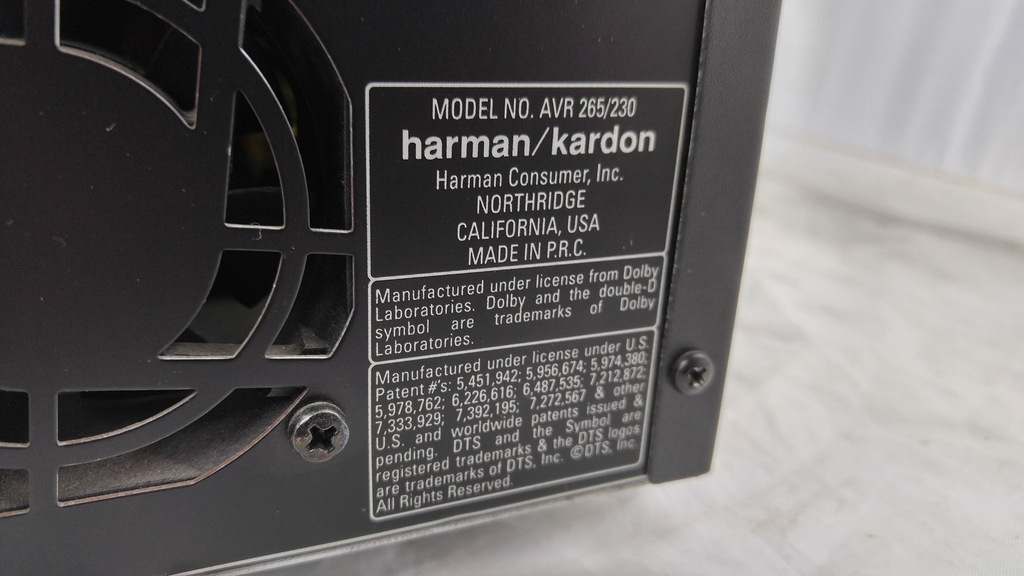 MODEL NO. AVR 265/230
harman/kardon
Harman Consumer, Inc.
NORTHRIDGE
CALIFORNIA, USA
MADE IN P.R.C.
Manufactured under license from Dolby
Laboratories. Dolby and the double-D
symbol are trademarks of Dolby
Laboratories.
Manufactured under license under U.S.
Patent #'s: 5,451,942; 5,956,674; 5,974,380;
5,978,762; 6,226,616; 6,487,535; 7,212,872;
7,333,929; 7,392,195; 7,272,567 & other
U.S. and worldwide patents issued &
pending. DTS and the Symbol are
registered trademarks & the DTS logos
are trademarks of DTS, Inc. ©DTS, Inc.
All Rights Reserved.